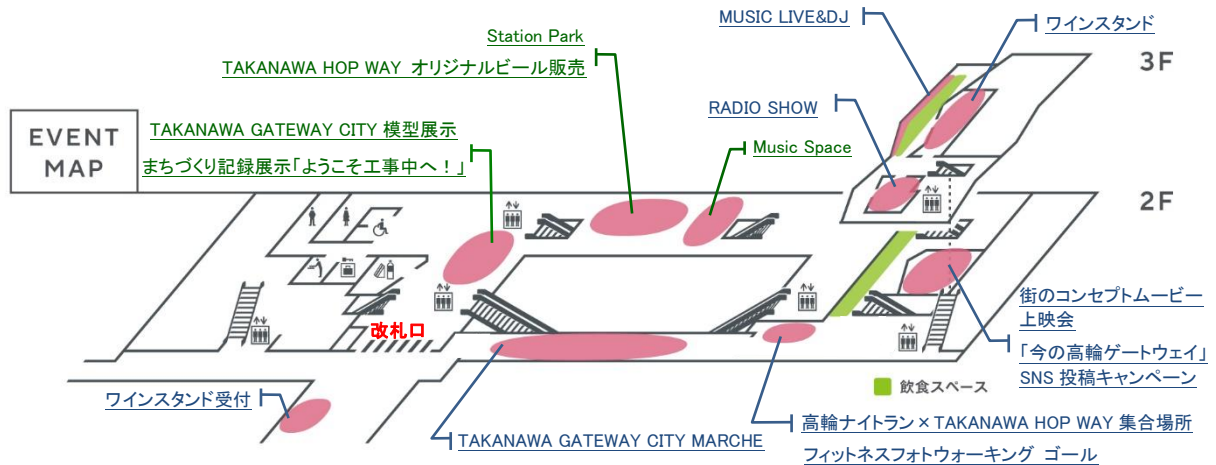 MUSIC LIVE&DJ
ワインスタンド
Station Park
TAKANAWA HOP WAY オリジナルビール販売
3F
RADIO SHOW
EVENT
MAP
TAKANAWA GATEWAY CITY 模型展示
まちづくり記録展示「ようこそ工事中へ！」
Music Space
2F
改札口
街のコンセプトムービー
上映会
「今の高輪ゲートウェイ」
SNS 投稿キャンペーン
飲食スペース
ワインスタンド受付
TAKANAWA GATEWAY CITY MARCHE
高輪ナイトラン×TAKANAWA HOP WAY 集合場所
フィットネスフォトウォーキング ゴール